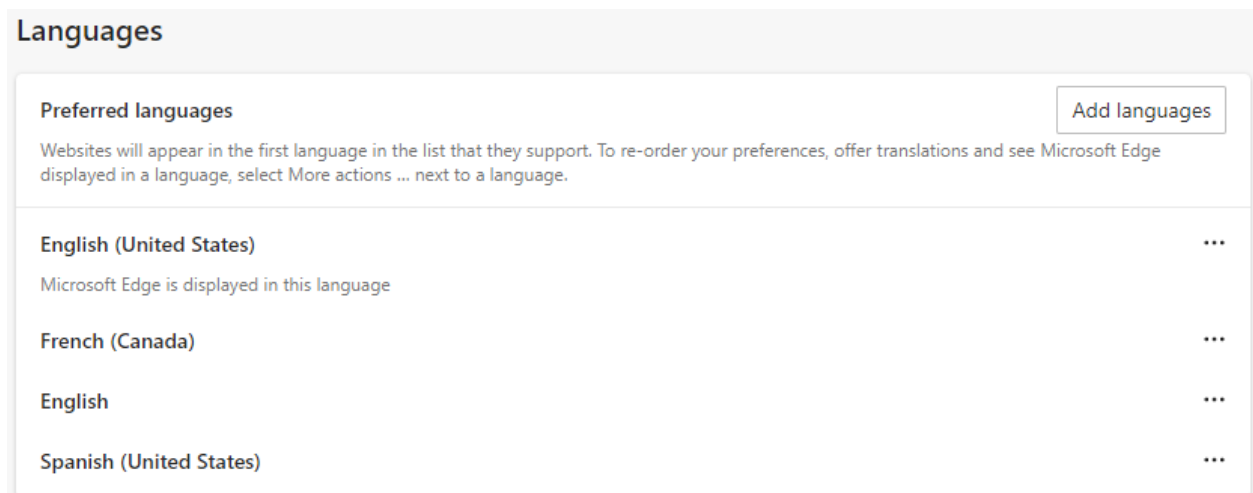 Languages
Preferred languages
Add languages
Websites will appear in the first language in the list that they support. To re-order your preferences, offer translations and see Microsoft Edge
displayed in a language, select More actions ... next to a language.
English (United States)
...
Microsoft Edge is displayed in this language
French (Canada)
...
English
...
Spanish (United States)
...